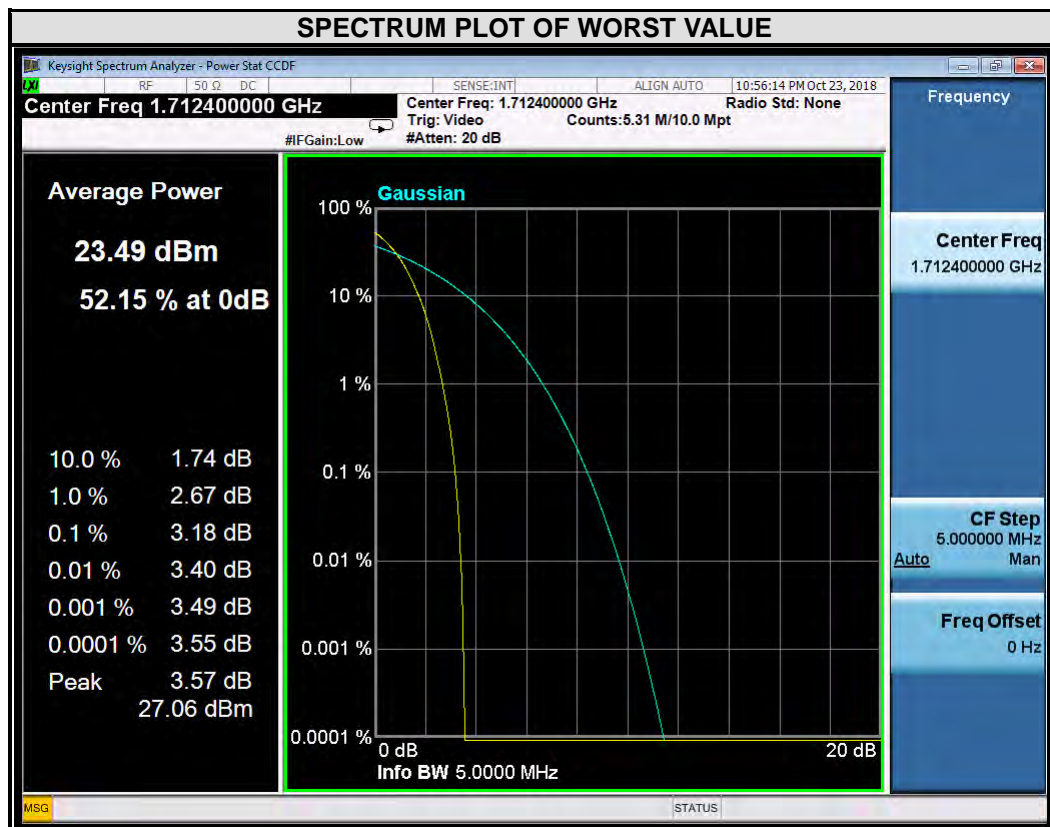 SPECTRUM PLOT OF WORST VALUE
Keysight Spectrum Analyzer - Power Stat CCDF
LXI RF 50 Ω DC SENSE:INT ALIGN AUTO 10:56:14 PM Oct 23, 2018
Center Freq 1.712400000 GHz
Center Freq: 1.712400000 GHz Radio Std: None
Trig: Video Counts:5.31 M/10.0 Mpt
#IFGain:Low #Atten: 20 dB
Frequency
Average Power
23.49 dBm
52.15 % at 0dB
10.0 % 1.74 dB
1.0 % 2.67 dB
0.1 % 3.18 dB
0.01 % 3.40 dB
0.001 % 3.49 dB
0.0001 % 3.55 dB
Peak 3.57 dB
27.06 dBm
Gaussian
100 %
10 %
1 %
0.1 %
0.01 %
0.001 %
0.0001 %
0 dB 20 dB
Info BW 5.0000 MHz
Center Freq
1.712400000 GHz
CF Step
5.000000 MHz
Auto Man
Freq Offset
0 Hz
MSG STATUS